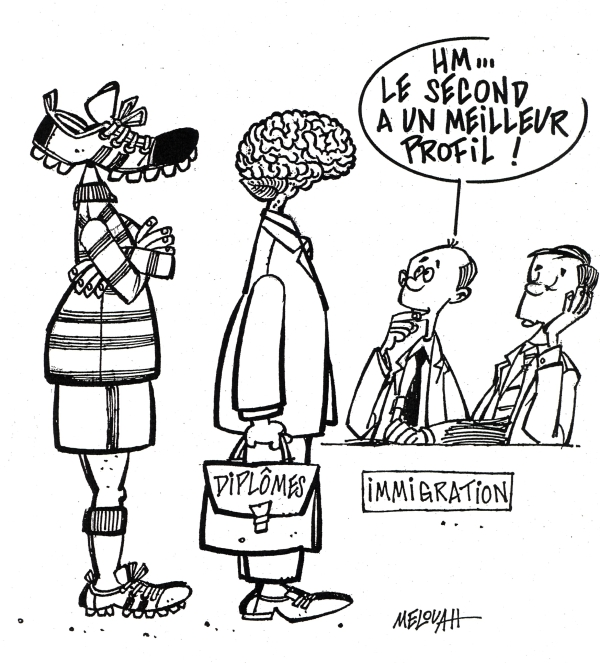 HM...
LE SECOND
A UN MEILLEUR
PROFIL !
DIPLÔMES
IMMIGRATION
MELOUAH